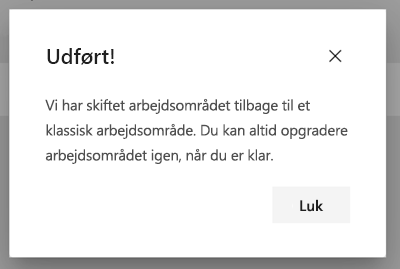 Udført!
Vi har skiftet arbejdsområdet tilbage til et
klassisk arbejdsområde. Du kan altid opgradere
arbejdsområdet igen, når du er klar.
Luk